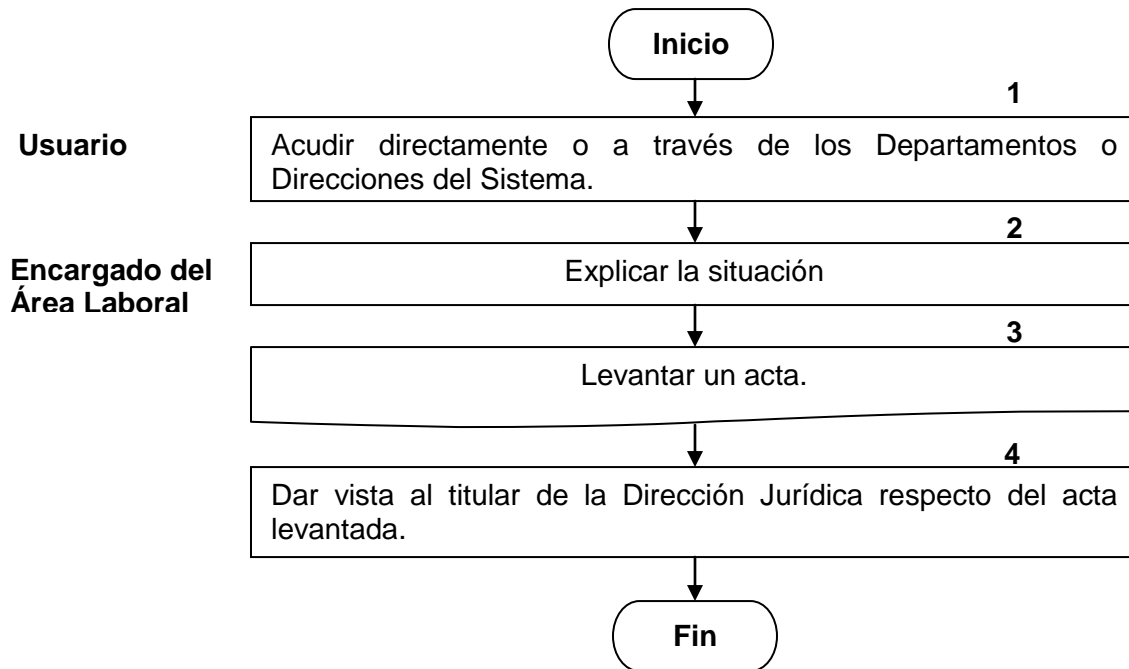 Inicio
1
Usuario
Acudir directamente o a través de los Departamentos o
Direcciones del Sistema.
2
Encargado del
Área Laboral
Explicar la situación
3
Levantar un acta.
4
Dar vista al titular de la Dirección Jurídica respecto del acta
levantada.
Fin